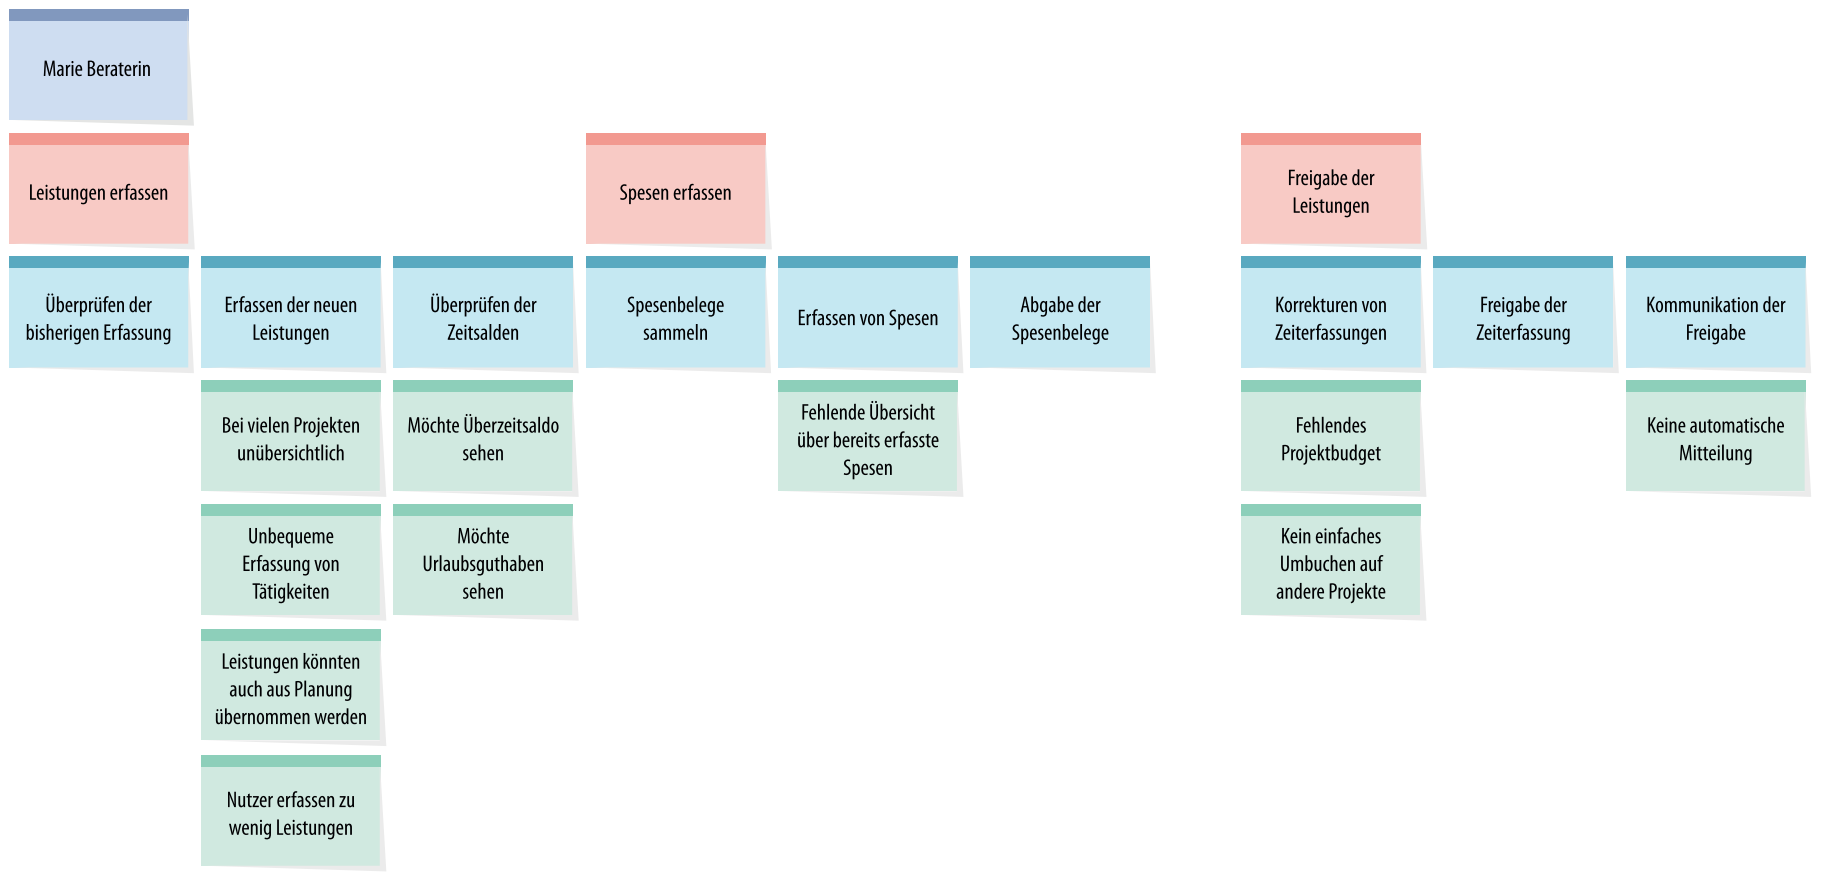 Marie Beraterin
Leistungen erfassen
Spesen erfassen
Freigabe der
Leistungen
Überprüfen der
bisherigen Erfassung
Erfassen der neuen
Leistungen
Überprüfen der
Zeitsalden
Spesenbelege
sammeln
Erfassen von Spesen
Abgabe der
Spesenbelege
Korrekturen von
Zeiterfassungen
Freigabe der
Zeiterfassung
Kommunikation der
Freigabe
Bei vielen Projekten
unübersichtlich
Möchte Überzeitsaldo
sehen
Fehlende Übersicht
über bereits erfasste
Spesen
Fehlendes
Projektbudget
Keine automatische
Mitteilung
Unbequeme
Erfassung von
Tätigkeiten
Möchte
Urlaubsguthaben
sehen
Kein einfaches
Umbuchen auf
andere Projekte
Leistungen könnten
auch aus Planung
übernommen werden
Nutzer erfassen zu
wenig Leistungen